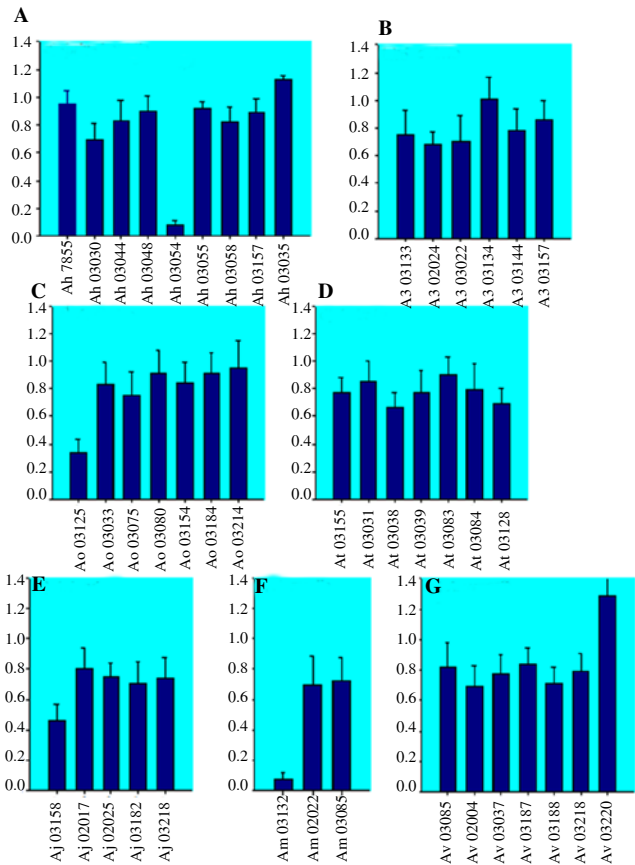 A
1.4
1.2
1.0
0.8
0.6
0.4
0.2
0.0
Ah 7855
Ah 03030
Ah 03044
Ah 03048
Ah 03054
Ah 03055
Ah 03058
Ah 03157
Ah 03035
B
1.4
1.2
1.0
0.8
0.6
0.4
0.2
0.0
A3 03133
A3 02024
A3 03022
A3 03134
A3 03144
A3 03157
C
1.4
1.2
1.0
0.8
0.6
0.4
0.2
0.0
Ao 03125
Ao 03033
Ao 03075
Ao 03080
Ao 03154
Ao 03184
Ao 03214
D
1.4
1.2
1.0
0.8
0.6
0.4
0.2
0.0
At 03155
At 03031
At 03038
At 03039
At 03083
At 03084
At 03128
E
1.4
1.2
1.0
0.8
0.6
0.4
0.2
0.0
Aj 03158
Aj 02017
Aj 02025
Aj 03182
Aj 03218
F
1.4
1.2
1.0
0.8
0.6
0.4
0.2
0.0
Am 03132
Am 02022
Am 03085
G
1.4
1.2
1.0
0.8
0.6
0.4
0.2
0.0
Av 03085
Av 02004
Av 03037
Av 03187
Av 03188
Av 03218
Av 03220